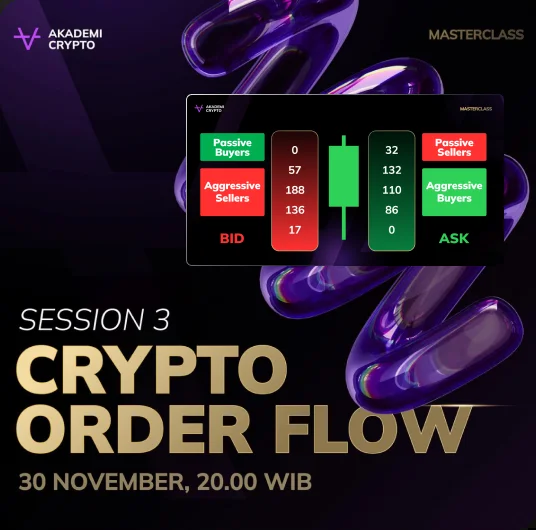 AKADEMI
CRYPTO
MASTERCLASS
AKADEMI
CRYPTO
MASTERCLASS
Passive
Buyers
Aggressive
Sellers
BID
0
57
188
136
17
32
132
110
86
0
Passive
Sellers
Aggressive
Buyers
ASK
SESSION 3
CRYPTO
ORDER FLOW
30 NOVEMBER, 20.00 WIB